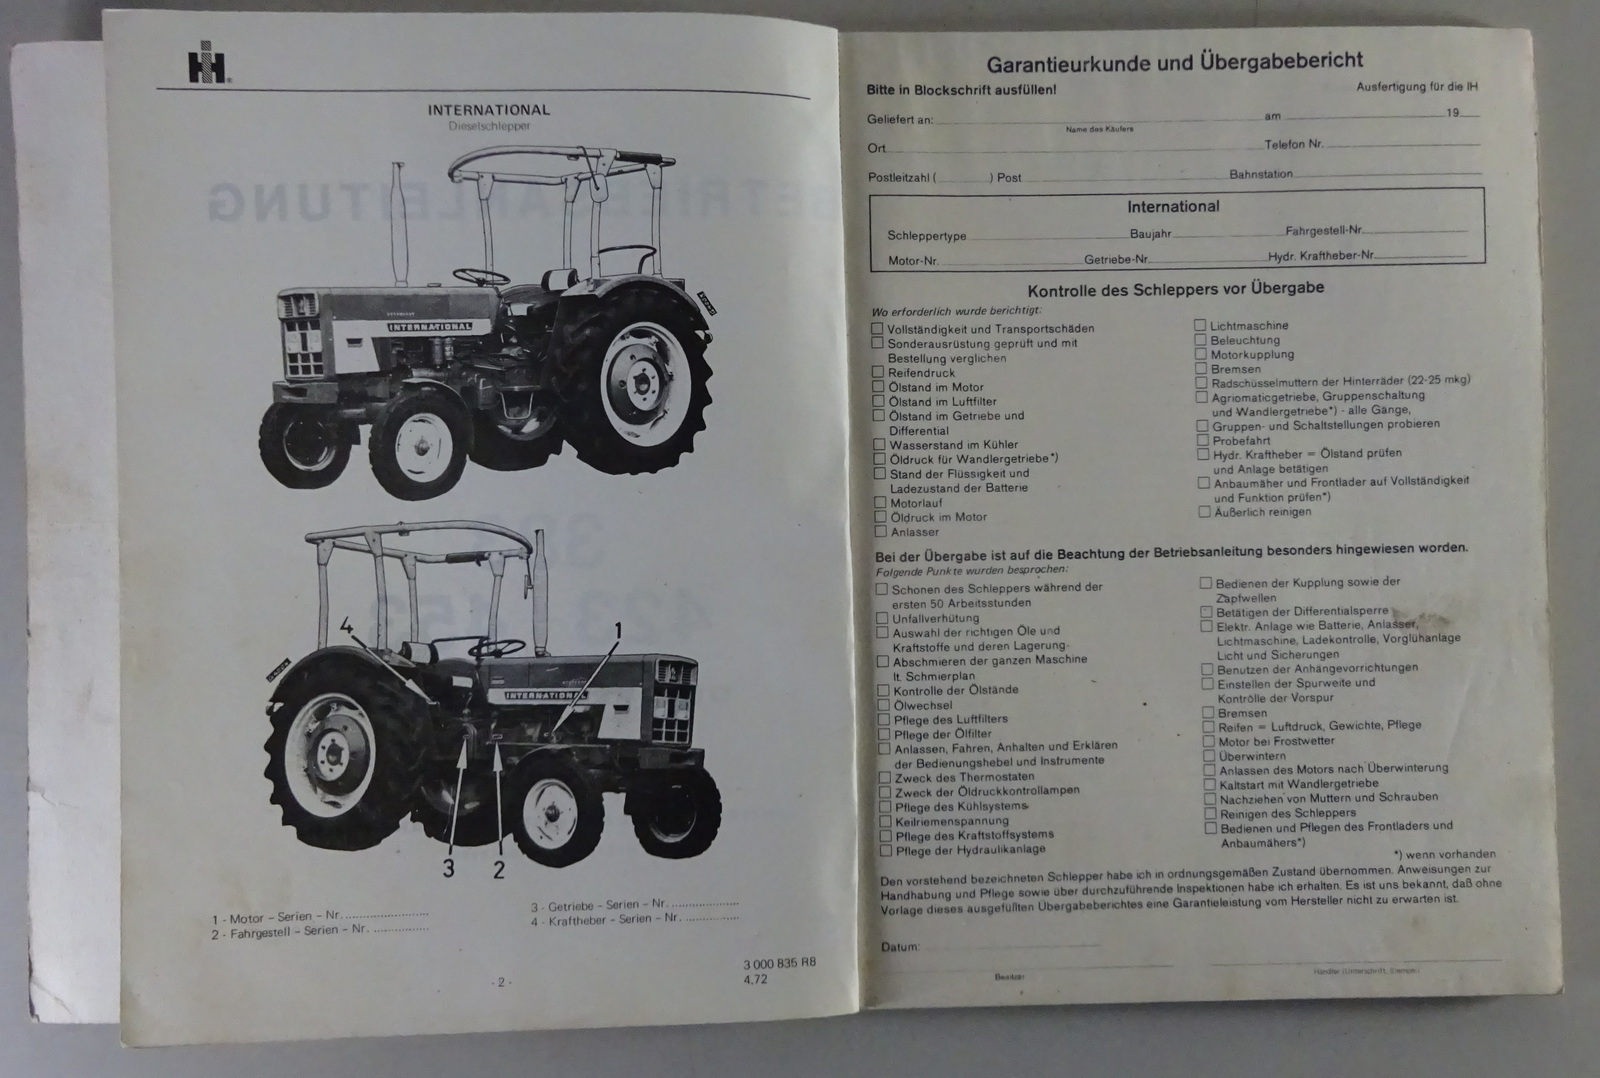 IH
INTERNATIONAL
Dieselschlepper
INTERNATIONAL
4
1
INTERNATIONAL
3
2
1 - Motor – Serien – Nr. ........................
2 - Fahrgestell – Serien – Nr. ................
3 - Getriebe – Serien – Nr. ....................
4 - Kraftheber – Serien – Nr. .................
3 000 835 R8
4.72
- 2 -
Garantieurkunde und Übergabebericht
Bitte in Blockschrift ausfüllen!
Ausfertigung für die IH
Geliefert an: am 19
Name des Käufers
Ort Telefon Nr.
Postleitzahl ( ) Post Bahnstation
International
Schleppertype Baujahr Fahrgestell-Nr.
Motor-Nr. Getriebe-Nr. Hydr. Kraftheber-Nr.
Kontrolle des Schleppers vor Übergabe
Wo erforderlich wurde berichtigt:
Vollständigkeit und Transportschäden
Sonderausrüstung geprüft und mit
Bestellung verglichen
Reifendruck
Ölstand im Motor
Ölstand im Luftfilter
Ölstand im Getriebe und
Differential
Wasserstand im Kühler
Öldruck für Wandlergetriebe*)
Stand der Flüssigkeit und
Ladezustand der Batterie
Motorlauf
Öldruck im Motor
Anlasser
Lichtmaschine
Beleuchtung
Motorkupplung
Bremsen
Radschüsselmuttern der Hinterräder (22-25 mkg)
Agriomaticgetriebe, Gruppenschaltung
und Wandlergetriebe*) - alle Gänge,
Gruppen- und Schaltstellungen probieren
Probefahrt
Hydr. Kraftheber = Ölstand prüfen
und Anlage betätigen
Anbaumäher und Frontlader auf Vollständigkeit
und Funktion prüfen*)
Äußerlich reinigen
Bei der Übergabe ist auf die Beachtung der Betriebsanleitung besonders hingewiesen worden.
Folgende Punkte wurden besprochen:
Schonen des Schleppers während der
ersten 50 Arbeitsstunden
Unfallverhütung
Auswahl der richtigen Öle und
Kraftstoffe und deren Lagerung
Abschmieren der ganzen Maschine
lt. Schmierplan
Kontrolle der Ölstände
Ölwechsel
Pflege des Luftfilters
Pflege der Ölfilter
Anlassen, Fahren, Anhalten und Erklären
der Bedienungshebel und Instrumente
Zweck des Thermostaten
Zweck der Öldruckkontrollampen
Pflege des Kühlsystems
Keilriemenspannung
Pflege des Kraftstoffsystems
Pflege der Hydraulikanlage
Bedienen der Kupplung sowie der
Zapfwellen
Betätigen der Differentialsperre
Elektr. Anlage wie Batterie, Anlasser,
Lichtmaschine, Ladekontrolle, Vorglühanlage
Licht und Sicherungen
Benutzen der Anhängevorrichtungen
Einstellen der Spurweite und
Kontrolle der Vorspur
Bremsen
Reifen = Luftdruck, Gewichte, Pflege
Motor bei Frostwetter
Überwintern
Anlassen des Motors nach Überwinterung
Kaltstart mit Wandlergetriebe
Nachziehen von Muttern und Schrauben
Reinigen des Schleppers
Bedienen und Pflegen des Frontladers und
Anbaumähers*)
*) wenn vorhanden
Den vorstehend bezeichneten Schlepper habe ich in ordnungsgemäßen Zustand übernommen. Anweisungen zur
Handhabung und Pflege sowie über durchzuführende Inspektionen habe ich erhalten. Es ist uns bekannt, daß ohne
Vorlage dieses ausgefüllten Übergabeberichtes eine Garantieleistung vom Hersteller nicht zu erwarten ist.
Datum:
Besitzer
Händler (Unterschrift, Stempel)